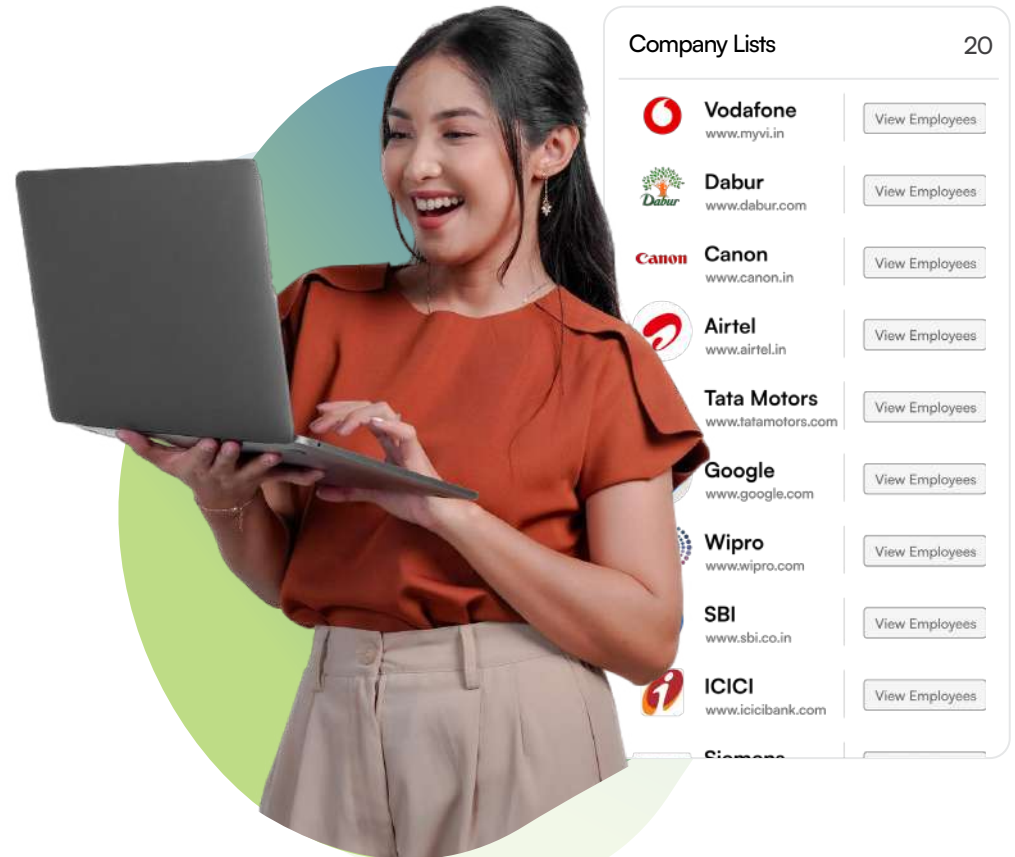 Company Lists 20
Vodafone
www.myvi.in
View Employees
Dabur
Dabur
www.dabur.com
View Employees
Canon
Canon
www.canon.in
View Employees
Airtel
www.airtel.in
View Employees
Tata Motors
www.tatamotors.com
View Employees
Google
www.google.com
View Employees
Wipro
www.wipro.com
View Employees
SBI
www.sbi.co.in
View Employees
ICICI
www.icicibank.com
View Employees